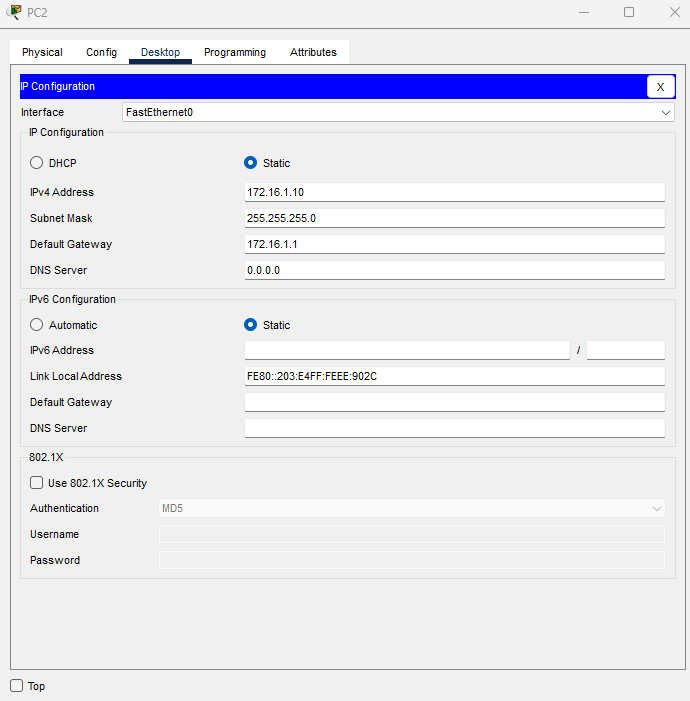 PC2
Physical Config Desktop Programming Attributes
IP Configuration X
Interface FastEthernet0
IP Configuration
DHCP Static
IPv4 Address 172.16.1.10
Subnet Mask 255.255.255.0
Default Gateway 172.16.1.1
DNS Server 0.0.0.0
IPv6 Configuration
Automatic Static
IPv6 Address /
Link Local Address FE80::203:E4FF:FEEE:902C
Default Gateway
DNS Server
802.1X
Use 802.1X Security
Authentication MD5
Username
Password
Top